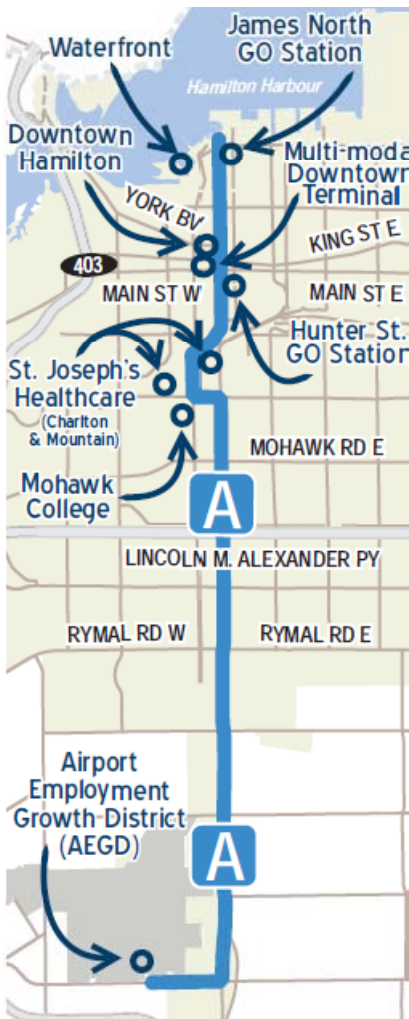 James North
GO Station
Waterfront
Hamilton Harbour
Downtown
Hamilton
Multi-moda
Downtown
Terminal
YORK BV
KING ST E
403
MAIN ST W
MAIN ST E
Hunter St.
GO Station
St. Joseph's
Healthcare
(Charlton
& Mountain)
MOHAWK RD E
Mohawk
College
A
LINCOLN M. ALEXANDER PY
RYMAL RD W
RYMAL RD E
Airport
Employment
Growth District
(AEGD)
A